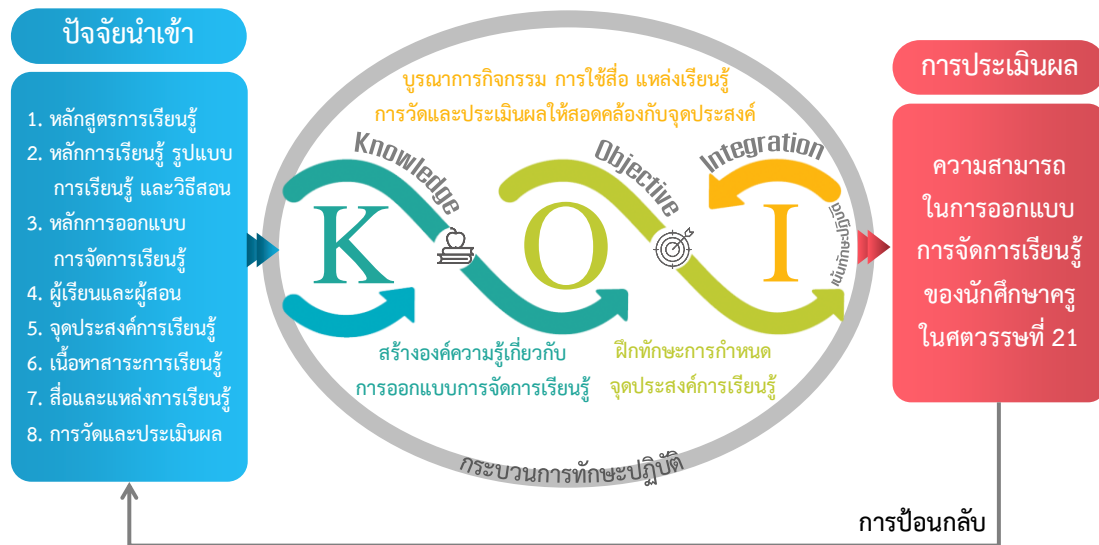 ปัจจัยนำเข้า
1. หลักสูตรการเรียนรู้
2. หลักการเรียนรู้ รูปแบบ
การเรียนรู้ และวิธีสอน
3. หลักการออกแบบ
การจัดการเรียนรู้
4. ผู้เรียนและผู้สอน
5. จุดประสงค์การเรียนรู้
6. เนื้อหาสาระการเรียนรู้
7. สื่อและแหล่งการเรียนรู้
8. การวัดและประเมินผล
บูรณาการกิจกรรม การใช้สื่อ แหล่งเรียนรู้
การวัดและประเมินผลให้สอดคล้องกับจุดประสงค์
Knowledge
Objective
Integration
K
O
I
เน้นทักษะปฏิบัติ
สร้างองค์ความรู้เกี่ยวกับ
การออกแบบการจัดการเรียนรู้
ฝึกทักษะการกำหนด
จุดประสงค์การเรียนรู้
กระบวนการทักษะปฏิบัติ
การประเมินผล
ความสามารถ
ในการออกแบบ
การจัดการเรียนรู้
ของนักศึกษาครู
ในศตวรรษที่ 21
การป้อนกลับ